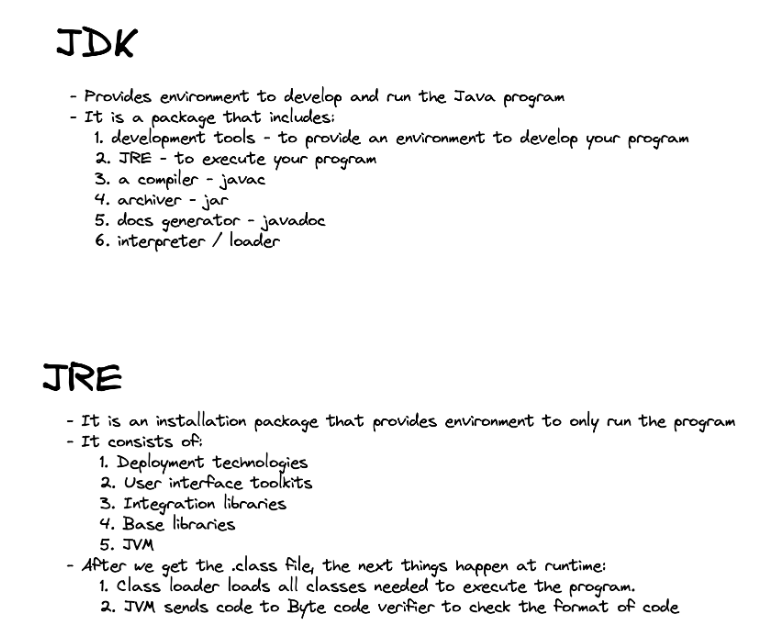 JDK
- Provides environment to develop and run the Java program
- It is a package that includes:
1. development tools - to provide an environment to develop your program
2. JRE - to execute your program
3. a compiler - javac
4. archiver - jar
5. docs generator - javadoc
6. interpreter / loader
JRE
- It is an installation package that provides environment to only run the program
- It consists of:
1. Deployment technologies
2. User interface toolkits
3. Integration libraries
4. Base libraries
5. JVM
- After we get the .class file, the next things happen at runtime:
1. Class loader loads all classes needed to execute the program.
2. JVM sends code to Byte code verifier to check the format of code